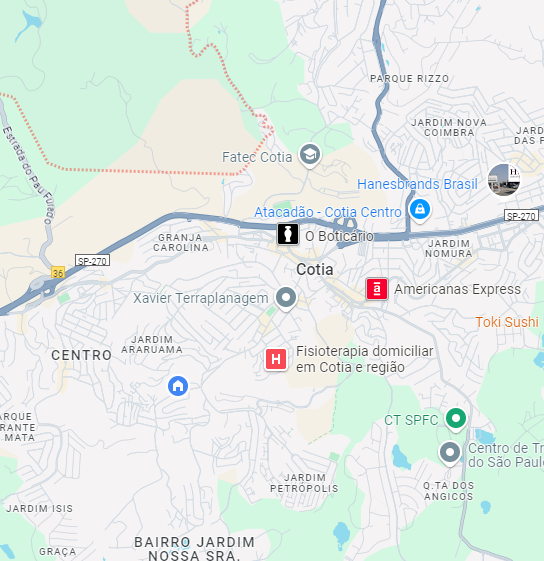 PARQUE RIZZO
JARDIM NOVA
COIMBRA
JARD
DAS F
Estrada do Pau Furado
Fatec Cotia
Hanesbrands Brasil
Atacadão - Cotia Centro
SP-270
O Boticário
GRANJA
CAROLINA
JARDIM
NOMURA
SP-270
36
Cotia
ā
Americanas Express
Xavier Terraplanagem
Toki Sushi
JARDIM
ARARUAMA
CENTRO
H
Fisioterapia domiciliar
em Cotia e região
ARQUE
RANTE
MATA
CT SPFC
Centro de Tr
do São Paul
JARDIM
PETRÓPOLIS
Q.TA DOS
ANGICOS
JARDIM ISIS
GRAÇA
BAIRRO JARDIM
NOSSA SRA.